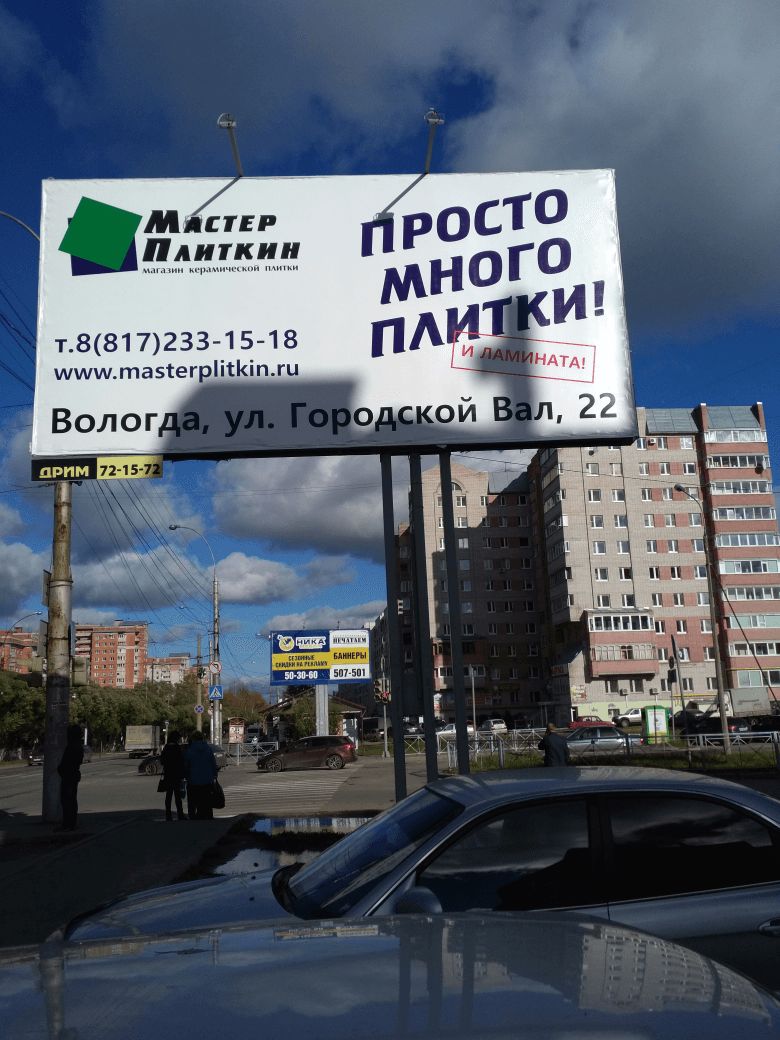 МАСТЕР
ПЛИТКИН
магазин керамической плитки
ПРОСТО
МНОГО
ПЛИТКИ!
И ЛАМИНАТА!
т.8(817)233-15-18
www.masterplitkin.ru
Вологда, ул. Городской Вал, 22
ДРИМ 72-15-72
НИКА
СЕЗОННЫЕ
СКИДКИ НА РЕКЛАМУ
50-30-60
ПЕЧАТАЕМ
БАННЕРЫ
507-501